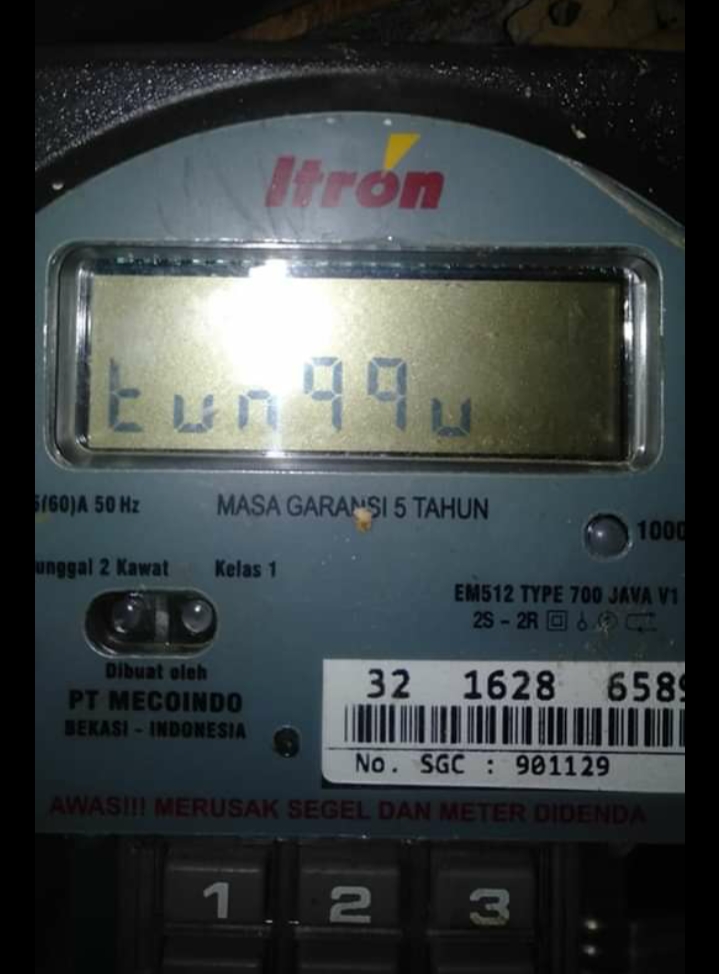 Itrón
tunggu
5(60)A 50 Hz
MASA GARANSI 5 TAHUN
1000
unggal 2 Kawat
Kelas 1
EM512 TYPE 700 JAVA V1
2S - 2R
Dibuat oleh
PT MECOINDO
BEKASI - INDONESIA
32 1628 6589
No. SGC : 901129
AWAS!!! MERUSAK SEGEL DAN METER DIDENDA
1 2 3